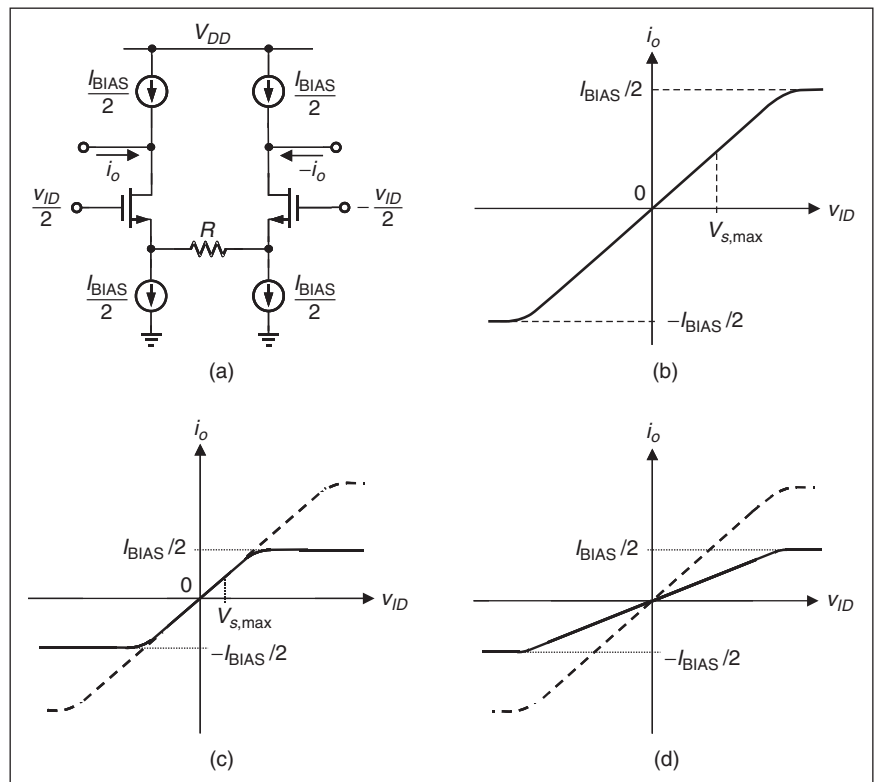 V_DD
I_BIAS/2 I_BIAS/2
i_o −i_o
v_ID/2 −v_ID/2
R
I_BIAS/2 I_BIAS/2
(a)
i_o
I_BIAS/2
0
V_s,max
v_ID
−I_BIAS/2
(b)
i_o
I_BIAS/2
0
V_s,max
v_ID
−I_BIAS/2
(c)
i_o
I_BIAS/2
v_ID
−I_BIAS/2
(d)